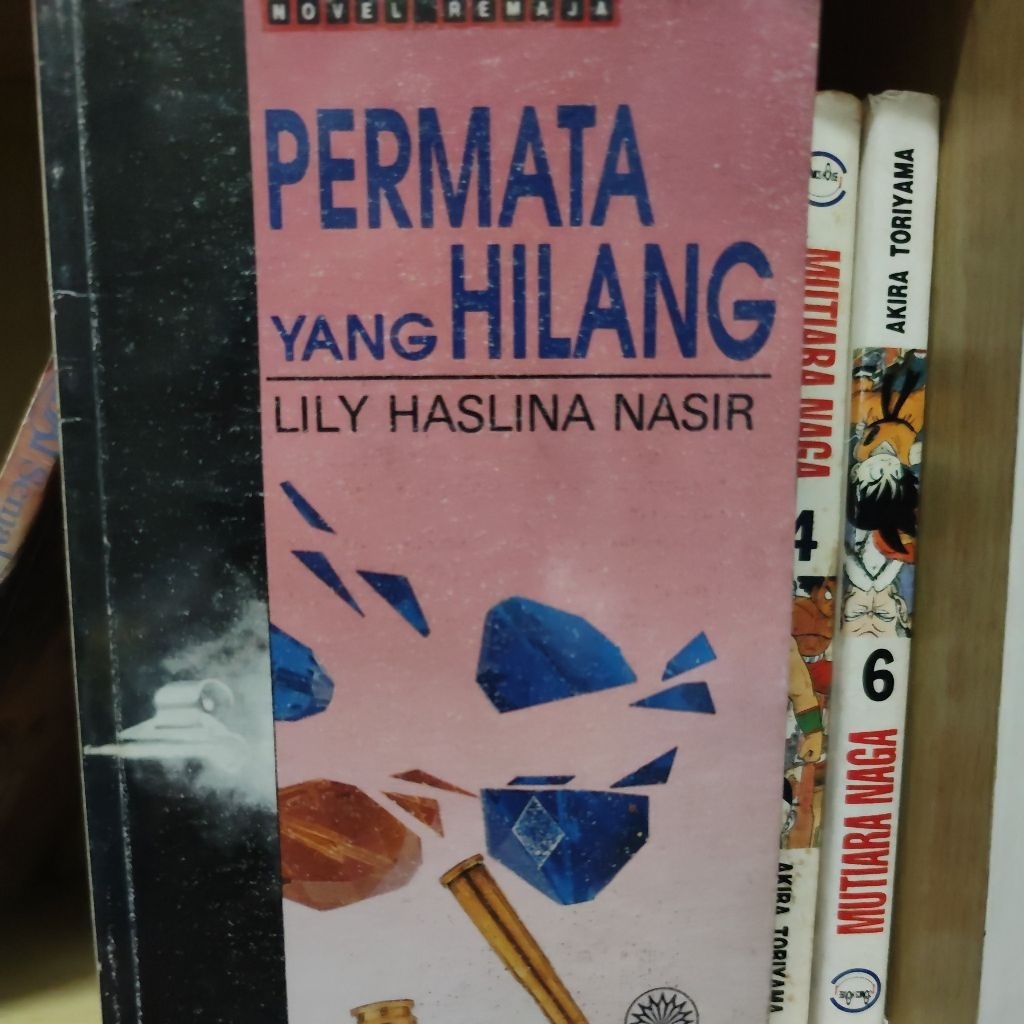 NOVEL REMAJA
PERMATA
YANG HILANG
LILY HASLINA NASIR
MUTIARA NAGA
4
AKIRA TORIYAMA
AKIRA TORIYAMA
6
MUTIARA NAGA